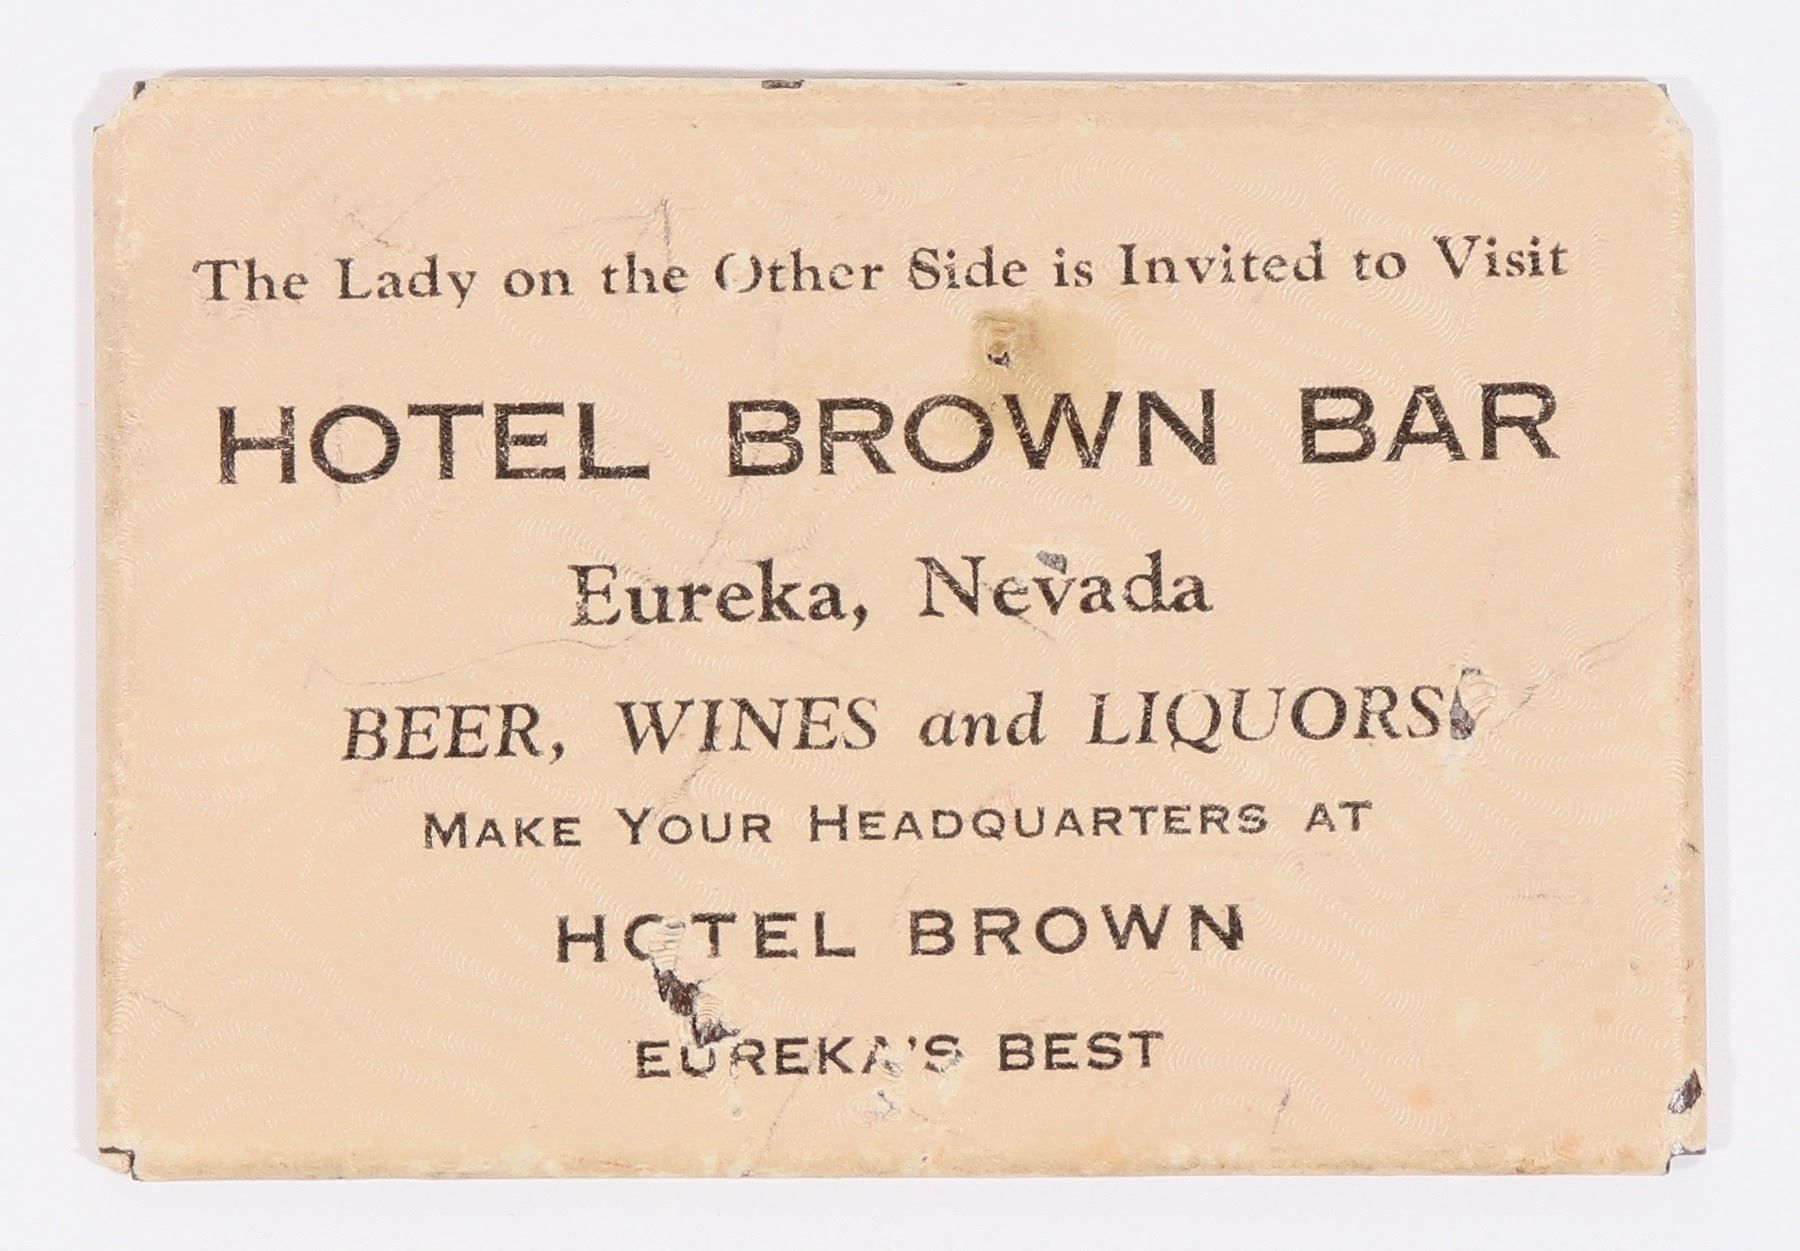 The Lady on the Other Side is Invited to Visit
HOTEL BROWN BAR
Eureka, Nevada
BEER, WINES and LIQUORS
MAKE YOUR HEADQUARTERS AT
HOTEL BROWN
EUREKA'S BEST